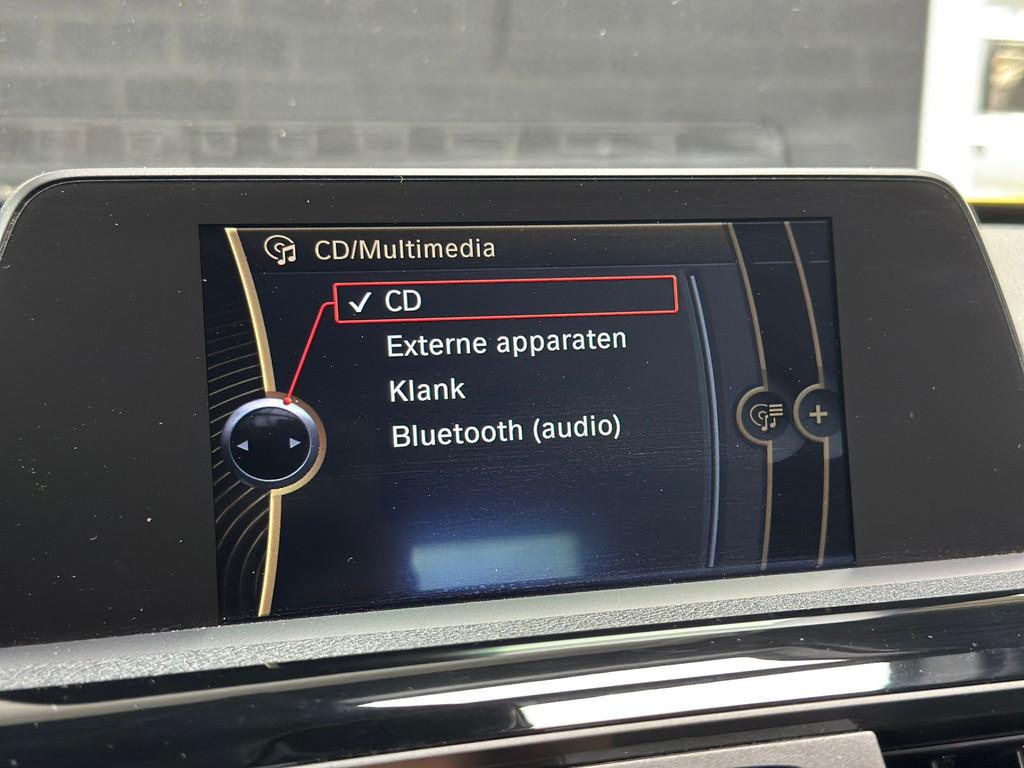 CD/Multimedia
CD
Externe apparaten
Klank
Bluetooth (audio)